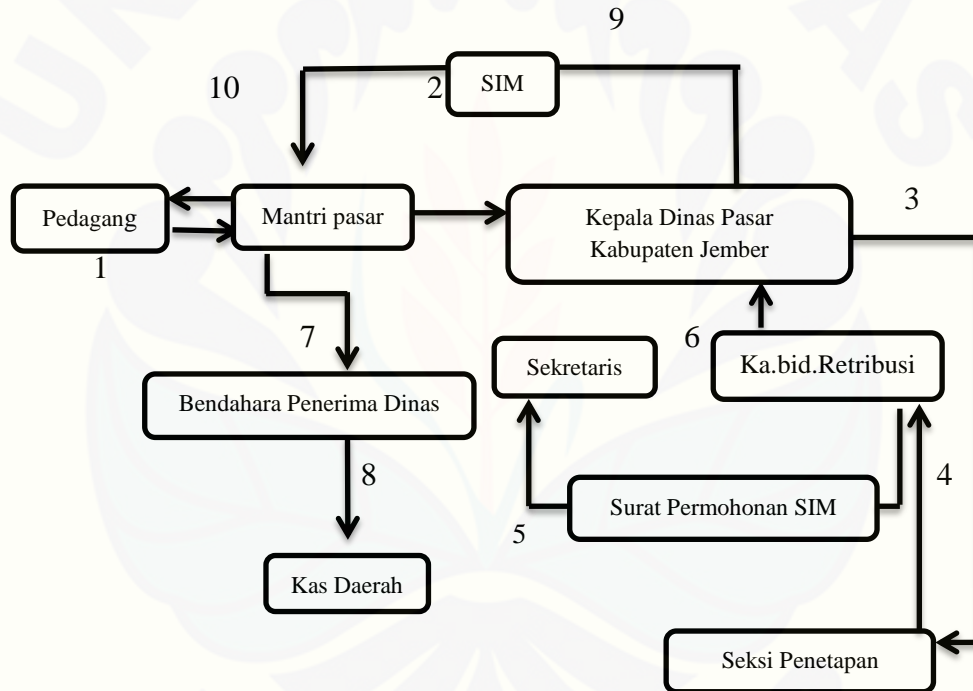 9
10
2
SIM
Pedagang
Mantri pasar
Kepala Dinas Pasar
Kabupaten Jember
3
1
7
6
Sekretaris
Ka.bid.Retribusi
Bendahara Penerima Dinas
8
4
5
Surat Permohonan SIM
Kas Daerah
Seksi Penetapan